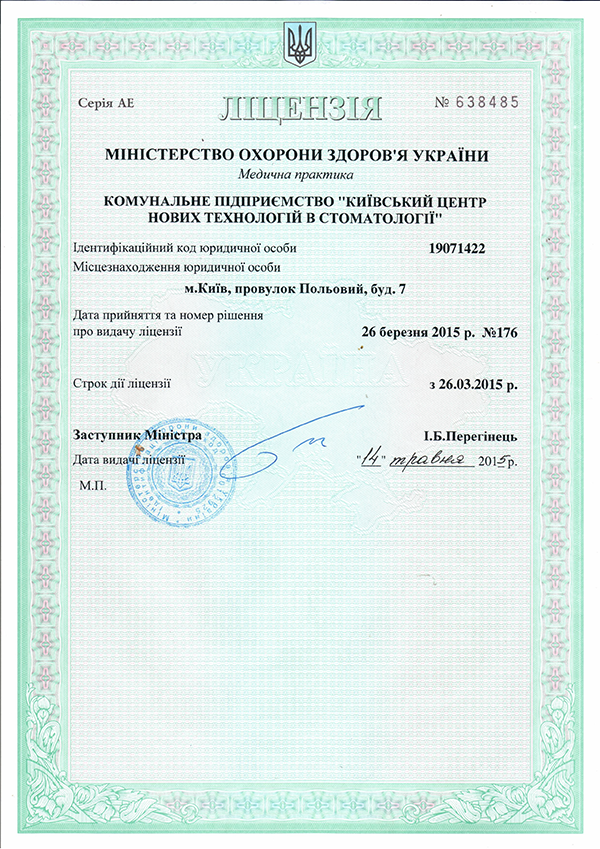 Серія АЕ
ЛІЦЕНЗІЯ
№ 638485
МІНІСТЕРСТВО ОХОРОНИ ЗДОРОВ'Я УКРАЇНИ
Медична практика
КОМУНАЛЬНЕ ПІДПРИЄМСТВО "КИЇВСЬКИЙ ЦЕНТР
НОВИХ ТЕХНОЛОГІЙ В СТОМАТОЛОГІЇ"
Ідентифікаційний код юридичної особи 19071422
Місцезнаходження юридичної особи
м.Київ, провулок Польовий, буд. 7
Дата прийняття та номер рішення
про видачу ліцензії 26 березня 2015 р. №176
УКРАЇНА
Строк дії ліцензії з 26.03.2015 р.
Заступник Міністра І.Б.Перегінець
Дата видачі ліцензії "14" травня 2015р.
М.П.